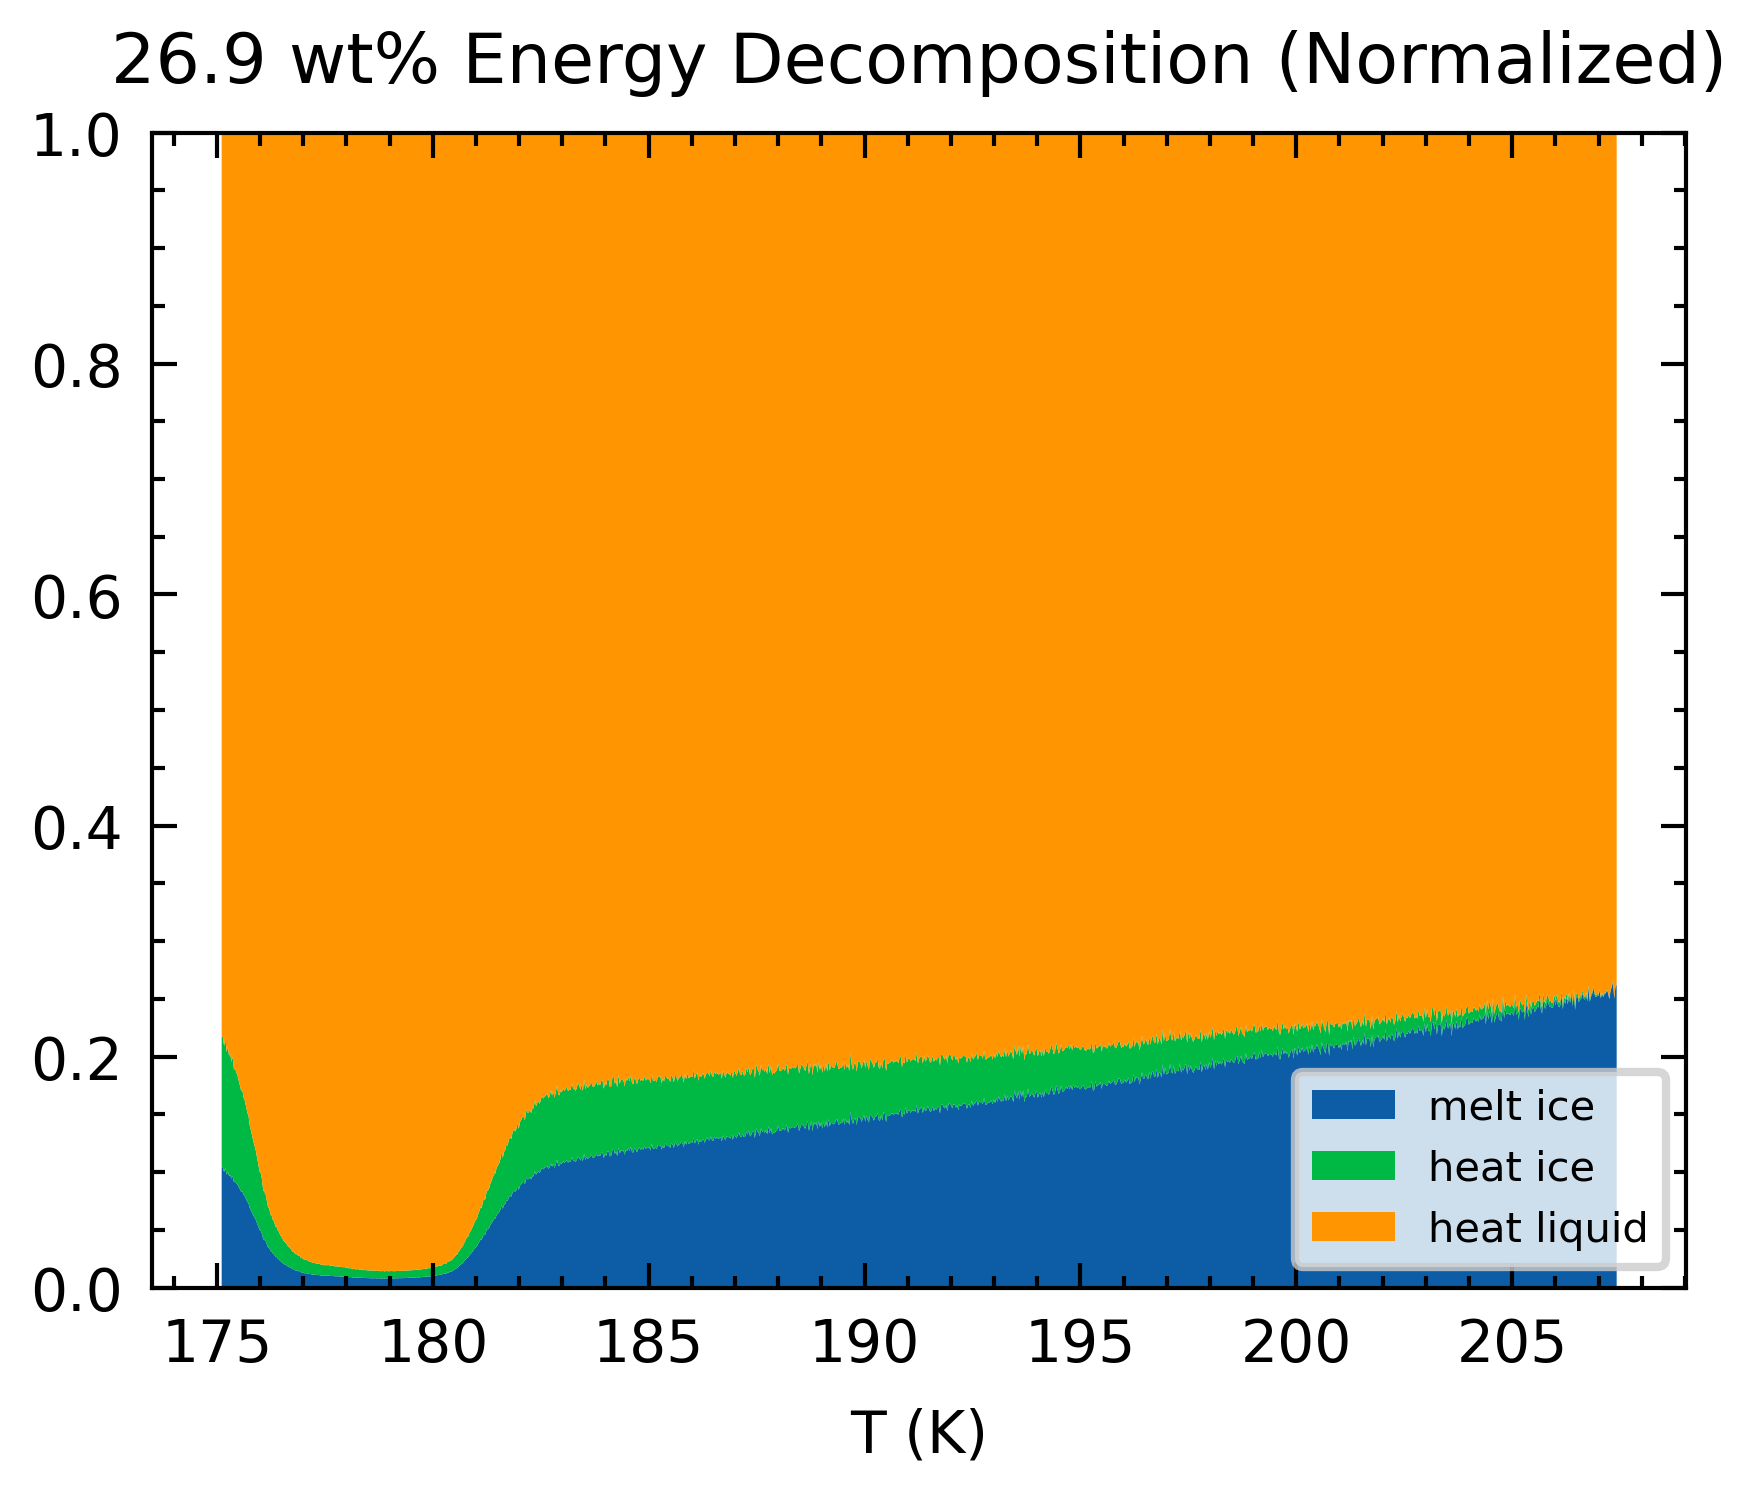 26.9 wt% Energy Decomposition (Normalized)
1.0
0.8
0.6
0.4
0.2
0.0
175 180 185 190 195 200 205
T (K)
melt ice
heat ice
heat liquid